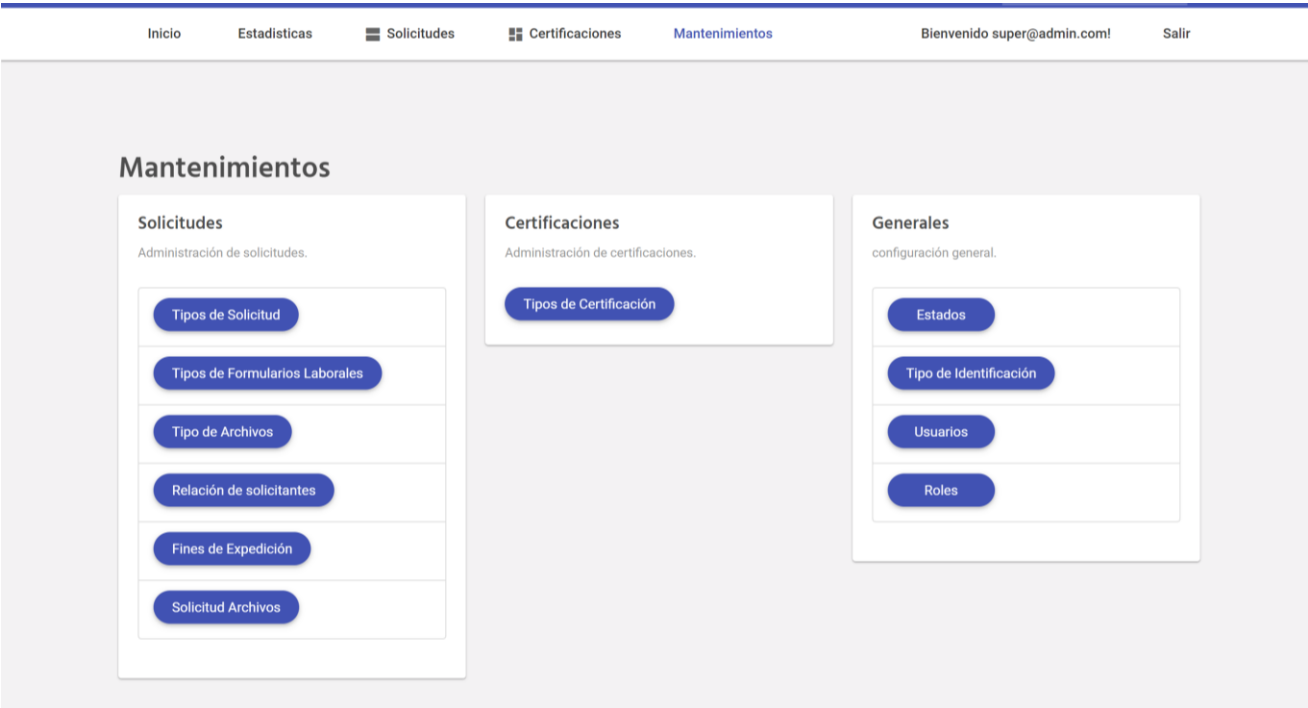 Inicio
Estadisticas
Solicitudes
Certificaciones
Mantenimientos
Bienvenido super@admin.com!
Salir
Mantenimientos
Solicitudes
Administración de solicitudes.
Tipos de Solicitud
Tipos de Formularios Laborales
Tipo de Archivos
Relación de solicitantes
Fines de Expedición
Solicitud Archivos
Certificaciones
Administración de certificaciones.
Tipos de Certificación
Generales
configuración general.
Estados
Tipo de Identificación
Usuarios
Roles